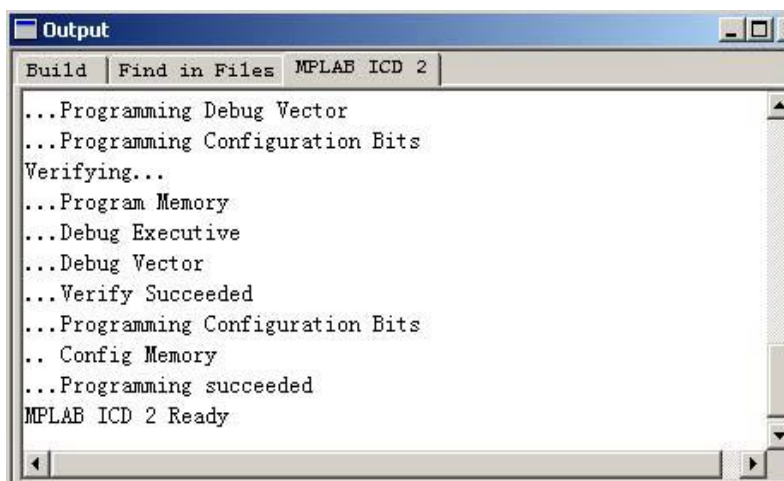 Output
Build Find in Files MPLAB ICD 2
...Programming Debug Vector
...Programming Configuration Bits
Verifying...
...Program Memory
...Debug Executive
...Debug Vector
...Verify Succeeded
...Programming Configuration Bits
.. Config Memory
...Programming succeeded
MPLAB ICD 2 Ready